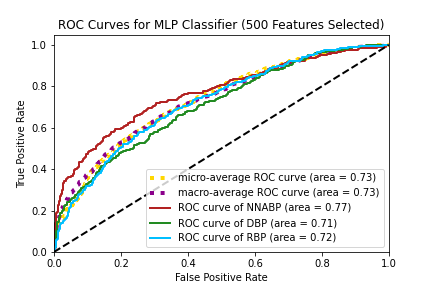 ROC Curves for MLP Classifier (500 Features Selected)
1.0
0.8
0.6
0.4
0.2
0.0
True Positive Rate
micro-average ROC curve (area = 0.73)
macro-average ROC curve (area = 0.73)
ROC curve of NNABP (area = 0.77)
ROC curve of DBP (area = 0.71)
ROC curve of RBP (area = 0.72)
0.0 0.2 0.4 0.6 0.8 1.0
False Positive Rate